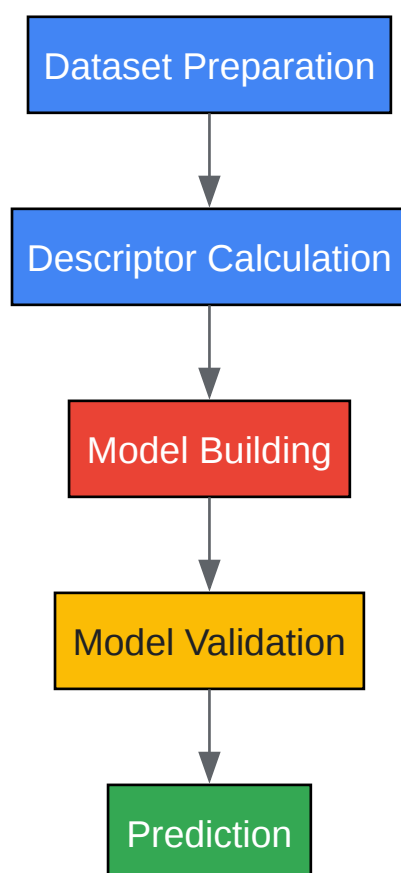 Dataset Preparation
Descriptor Calculation
Model Building
Model Validation
Prediction